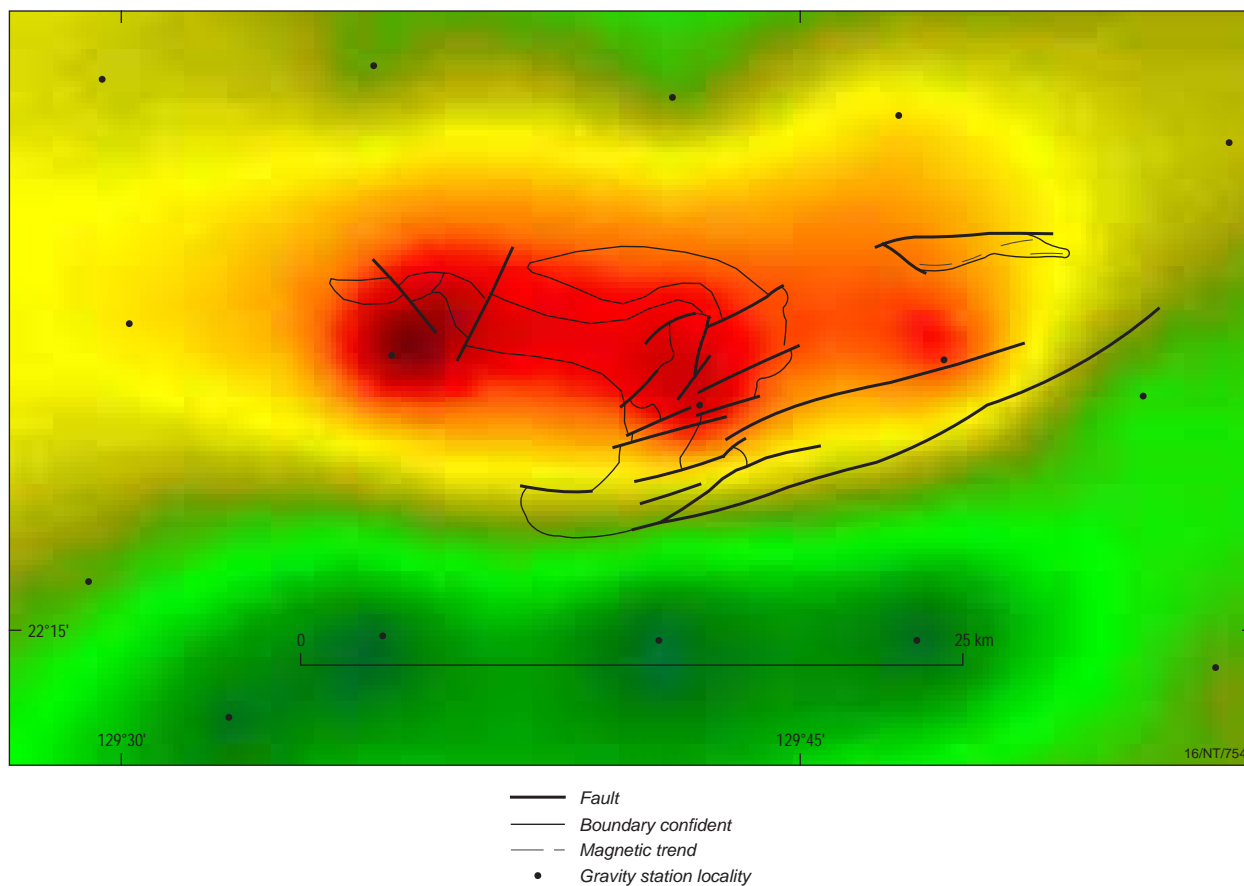 22°15'
0
25 km
129°30'
129°45'
16/NT/754
Fault
Boundary confident
Magnetic trend
Gravity station locality